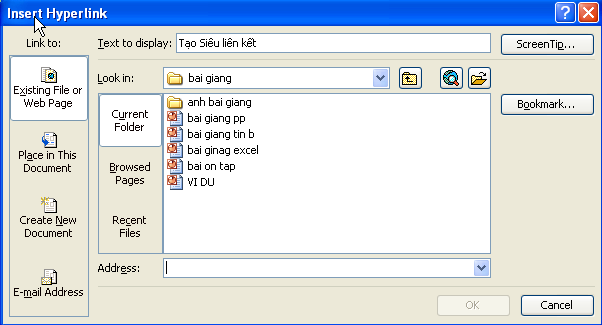 Insert Hyperlink
Link to:
Text to display:
Tạo Siêu liên kết
ScreenTip...
Existing File or
Web Page
Look in:
bai giang
Bookmark...
Place in This
Document
Create New
Document
E-mail Address
Current
Folder
Browsed
Pages
Recent
Files
anh bai giang
bai giang pp
bai giang tin b
bai ginag excel
bai on tap
VI DU
Address:
OK
Cancel